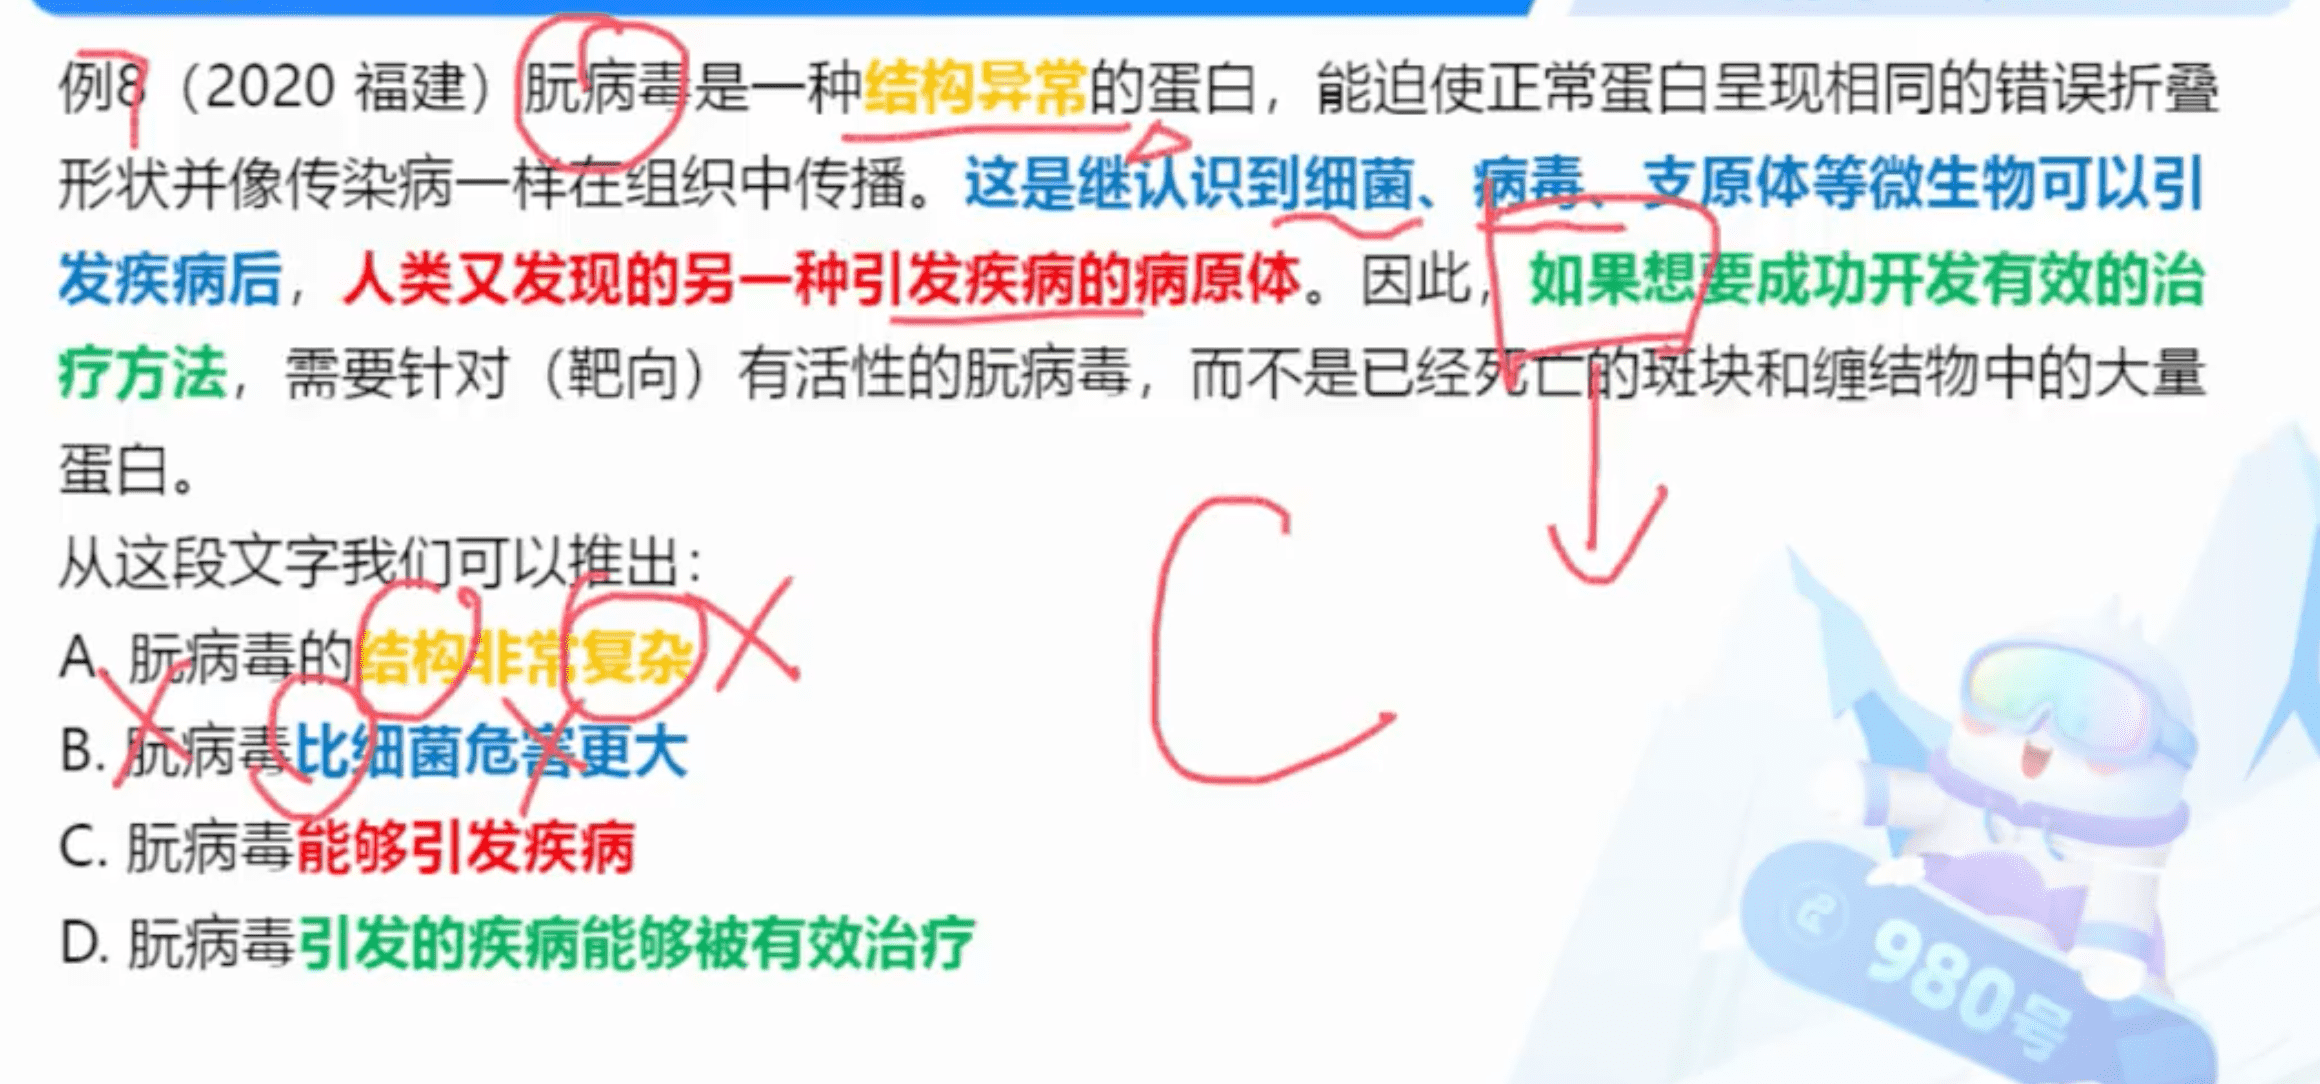 例8（2020 福建）朊病毒是一种结构异常的蛋白，能迫使正常蛋白呈现相同的错误折叠
形状并像传染病一样在组织中传播。这是继认识到细菌、病毒、支原体等微生物可以引
发疾病后，人类又发现的另一种引发疾病的病原体。因此，如果想要成功开发有效的治
疗方法，需要针对（靶向）有活性的朊病毒，而不是已经死亡的斑块和缠结物中的大量
蛋白。
从这段文字我们可以推出：
A. 朊病毒的结构非常复杂
B. 朊病毒比细菌危害更大
C. 朊病毒能够引发疾病
D. 朊病毒引发的疾病能够被有效治疗
C
980号